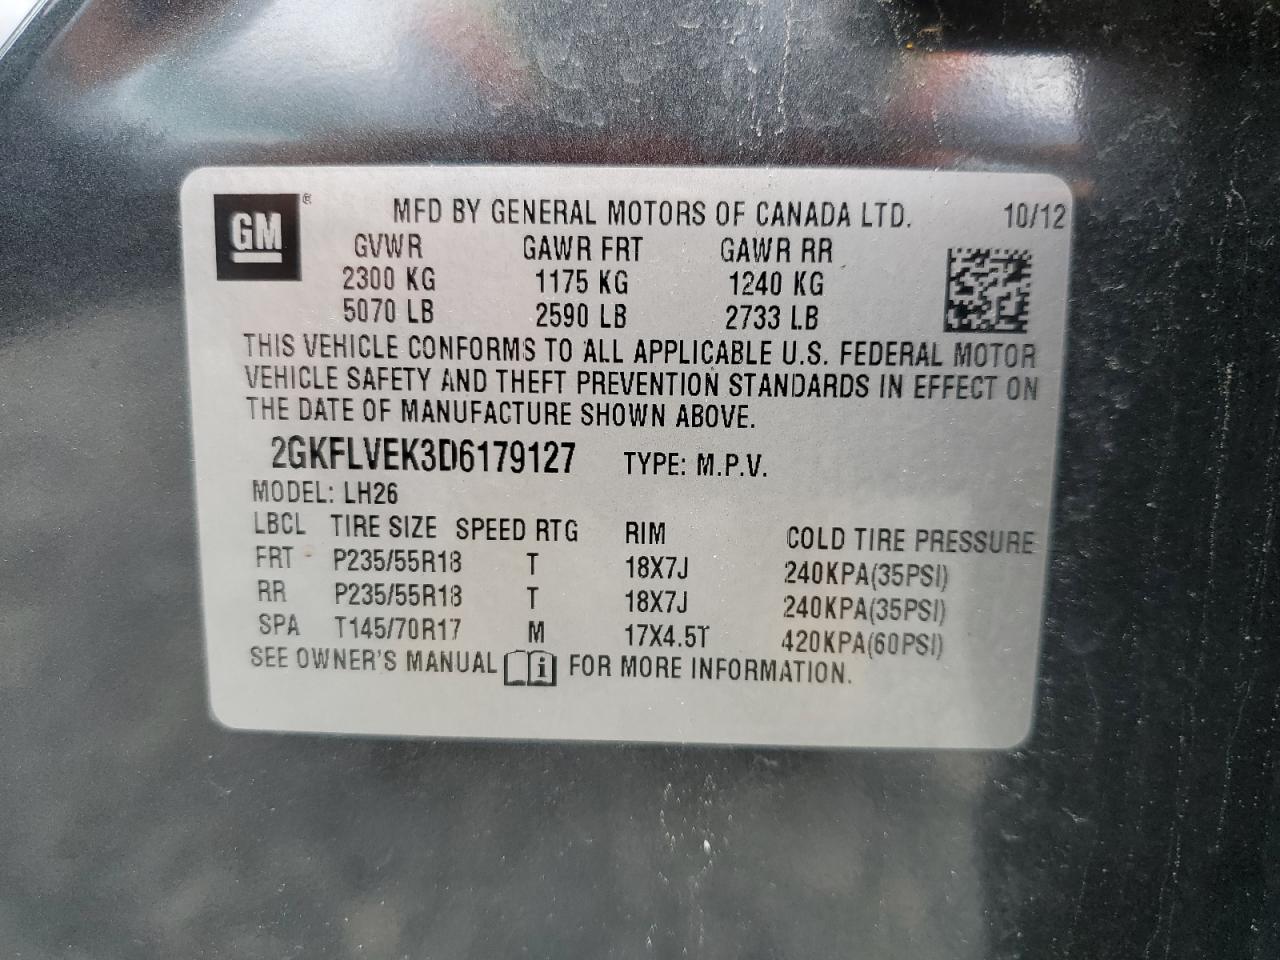 GM ® MFD BY GENERAL MOTORS OF CANADA LTD. 10/12
GVWR GAWR FRT GAWR RR
2300 KG 1175 KG 1240 KG
5070 LB 2590 LB 2733 LB
THIS VEHICLE CONFORMS TO ALL APPLICABLE U.S. FEDERAL MOTOR
VEHICLE SAFETY AND THEFT PREVENTION STANDARDS IN EFFECT ON
THE DATE OF MANUFACTURE SHOWN ABOVE.
2GKFLVEK3D6179127 TYPE: M.P.V.
MODEL: LH26
LBCL TIRE SIZE SPEED RTG RIM COLD TIRE PRESSURE
FRT P235/55R18 T 18X7J 240KPA(35PSI)
RR P235/55R18 T 18X7J 240KPA(35PSI)
SPA T145/70R17 M 17X4.5T 420KPA(60PSI)
SEE OWNER'S MANUAL i FOR MORE INFORMATION.